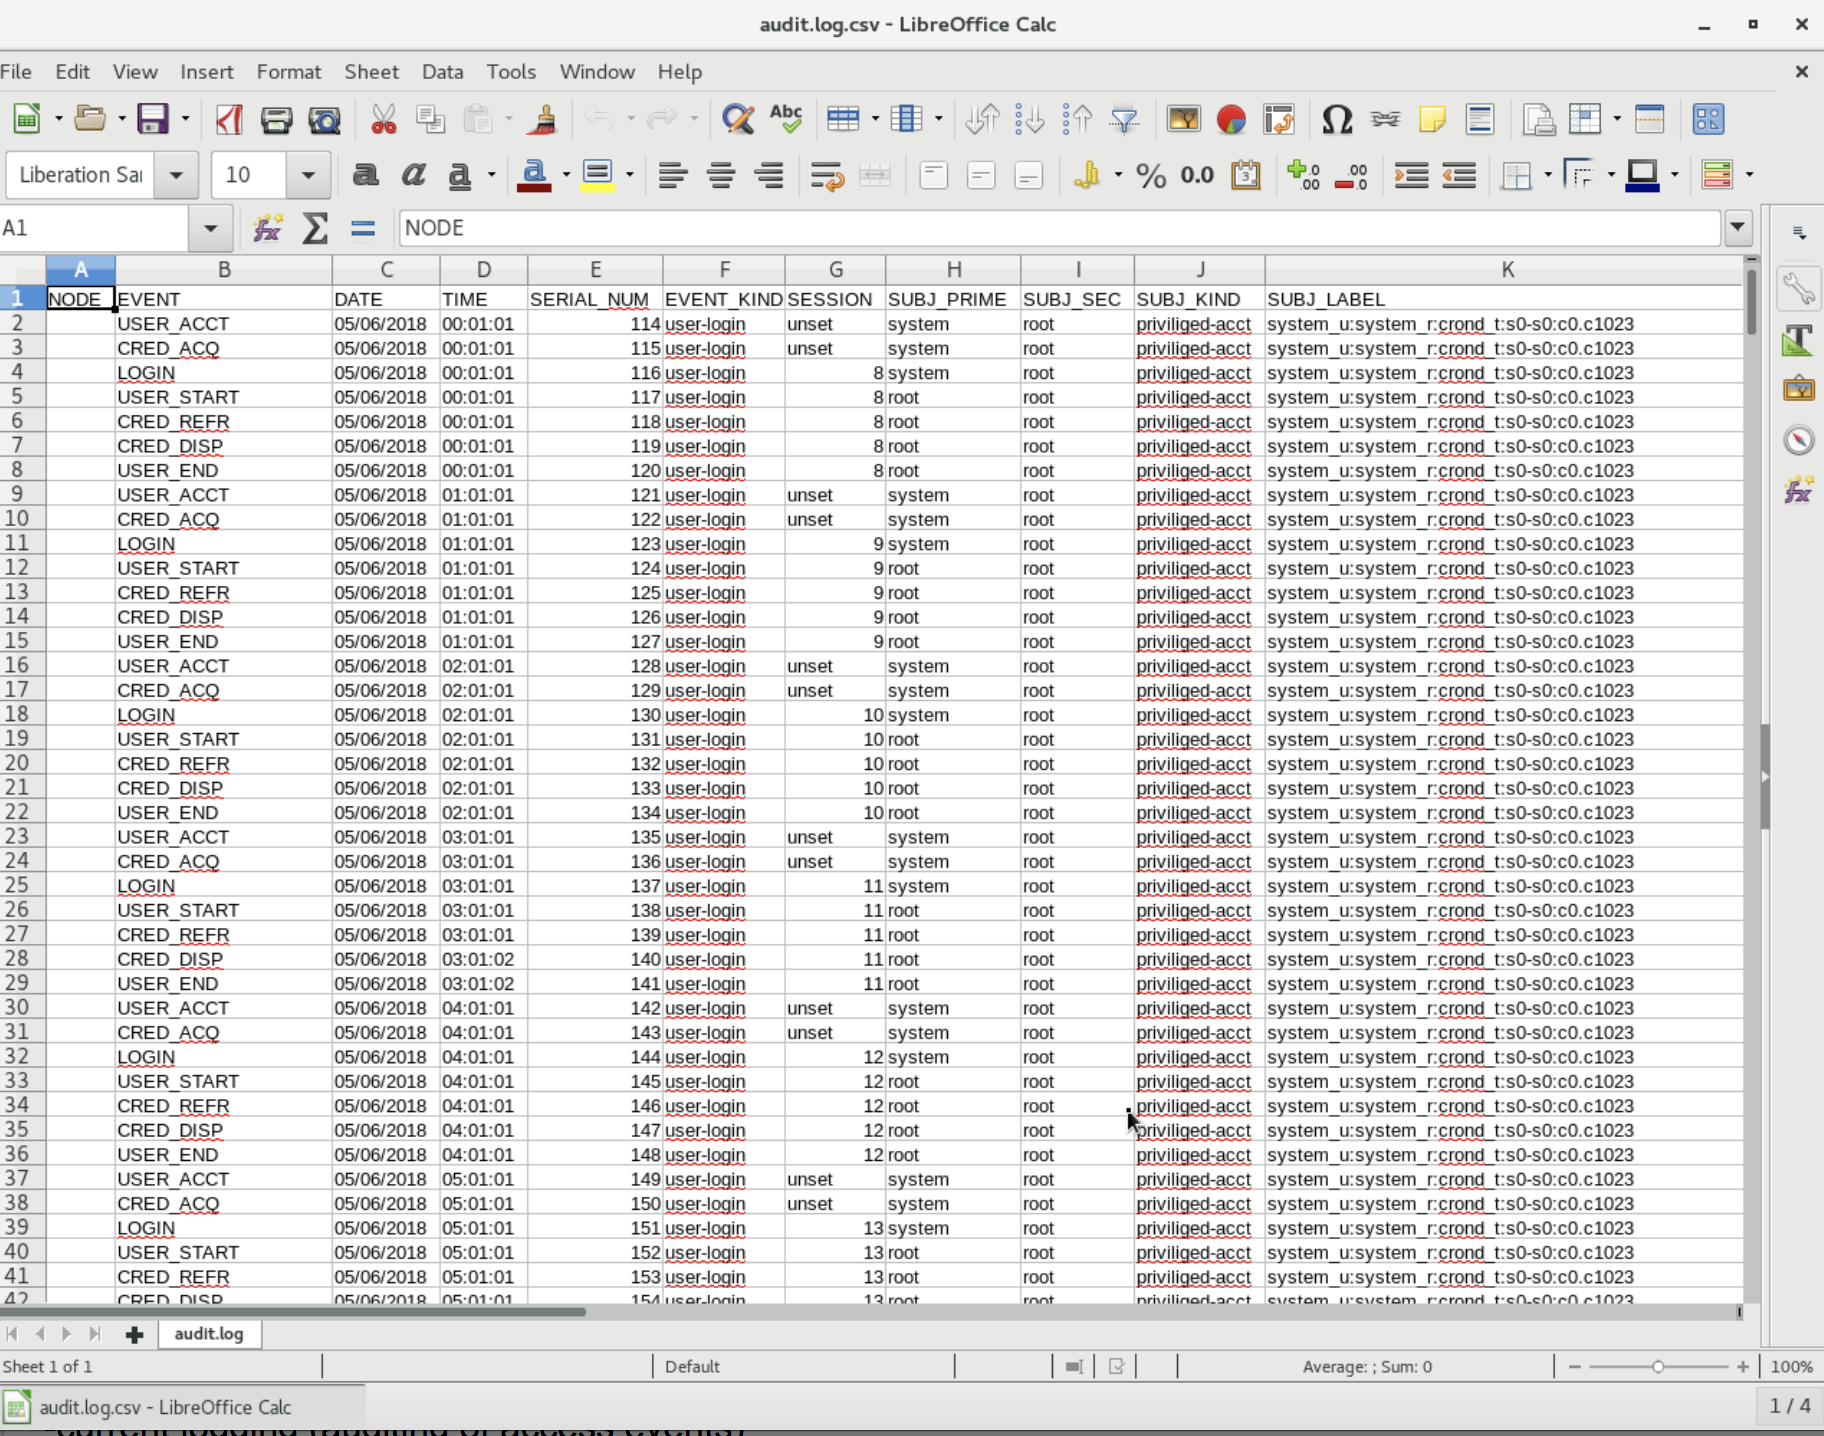 audit.log.csv - LibreOffice Calc
File Edit View Insert Format Sheet Data Tools Window Help
Abc
Liberation Sai 10 a a a a % 0.0 .00 .00
A1 NODE
A B C D E F G H I J K
1 NODE EVENT DATE TIME SERIAL_NUM EVENT_KIND SESSION SUBJ_PRIME SUBJ_SEC SUBJ_KIND SUBJ_LABEL
2 USER_ACCT 05/06/2018 00:01:01 114 user-login unset system root priviliged-acct system_u:system_r:crond_t:s0-s0:c0.c1023
3 CRED_ACQ 05/06/2018 00:01:01 115 user-login unset system root priviliged-acct system_u:system_r:crond_t:s0-s0:c0.c1023
4 LOGIN 05/06/2018 00:01:01 116 user-login 8 system root priviliged-acct system_u:system_r:crond_t:s0-s0:c0.c1023
5 USER_START 05/06/2018 00:01:01 117 user-login 8 root root priviliged-acct system_u:system_r:crond_t:s0-s0:c0.c1023
6 CRED_REFR 05/06/2018 00:01:01 118 user-login 8 root root priviliged-acct system_u:system_r:crond_t:s0-s0:c0.c1023
7 CRED_DISP 05/06/2018 00:01:01 119 user-login 8 root root priviliged-acct system_u:system_r:crond_t:s0-s0:c0.c1023
8 USER_END 05/06/2018 00:01:01 120 user-login 8 root root priviliged-acct system_u:system_r:crond_t:s0-s0:c0.c1023
9 USER_ACCT 05/06/2018 01:01:01 121 user-login unset system root priviliged-acct system_u:system_r:crond_t:s0-s0:c0.c1023
10 CRED_ACQ 05/06/2018 01:01:01 122 user-login unset system root priviliged-acct system_u:system_r:crond_t:s0-s0:c0.c1023
11 LOGIN 05/06/2018 01:01:01 123 user-login 9 system root priviliged-acct system_u:system_r:crond_t:s0-s0:c0.c1023
12 USER_START 05/06/2018 01:01:01 124 user-login 9 root root priviliged-acct system_u:system_r:crond_t:s0-s0:c0.c1023
13 CRED_REFR 05/06/2018 01:01:01 125 user-login 9 root root priviliged-acct system_u:system_r:crond_t:s0-s0:c0.c1023
14 CRED_DISP 05/06/2018 01:01:01 126 user-login 9 root root priviliged-acct system_u:system_r:crond_t:s0-s0:c0.c1023
15 USER_END 05/06/2018 01:01:01 127 user-login 9 root root priviliged-acct system_u:system_r:crond_t:s0-s0:c0.c1023
16 USER_ACCT 05/06/2018 02:01:01 128 user-login unset system root priviliged-acct system_u:system_r:crond_t:s0-s0:c0.c1023
17 CRED_ACQ 05/06/2018 02:01:01 129 user-login unset system root priviliged-acct system_u:system_r:crond_t:s0-s0:c0.c1023
18 LOGIN 05/06/2018 02:01:01 130 user-login 10 system root priviliged-acct system_u:system_r:crond_t:s0-s0:c0.c1023
19 USER_START 05/06/2018 02:01:01 131 user-login 10 root root priviliged-acct system_u:system_r:crond_t:s0-s0:c0.c1023
20 CRED_REFR 05/06/2018 02:01:01 132 user-login 10 root root priviliged-acct system_u:system_r:crond_t:s0-s0:c0.c1023
21 CRED_DISP 05/06/2018 02:01:01 133 user-login 10 root root priviliged-acct system_u:system_r:crond_t:s0-s0:c0.c1023
22 USER_END 05/06/2018 02:01:01 134 user-login 10 root root priviliged-acct system_u:system_r:crond_t:s0-s0:c0.c1023
23 USER_ACCT 05/06/2018 03:01:01 135 user-login unset system root priviliged-acct system_u:system_r:crond_t:s0-s0:c0.c1023
24 CRED_ACQ 05/06/2018 03:01:01 136 user-login unset system root priviliged-acct system_u:system_r:crond_t:s0-s0:c0.c1023
25 LOGIN 05/06/2018 03:01:01 137 user-login 11 system root priviliged-acct system_u:system_r:crond_t:s0-s0:c0.c1023
26 USER_START 05/06/2018 03:01:01 138 user-login 11 root root priviliged-acct system_u:system_r:crond_t:s0-s0:c0.c1023
27 CRED_REFR 05/06/2018 03:01:01 139 user-login 11 root root priviliged-acct system_u:system_r:crond_t:s0-s0:c0.c1023
28 CRED_DISP 05/06/2018 03:01:02 140 user-login 11 root root priviliged-acct system_u:system_r:crond_t:s0-s0:c0.c1023
29 USER_END 05/06/2018 03:01:02 141 user-login 11 root root priviliged-acct system_u:system_r:crond_t:s0-s0:c0.c1023
30 USER_ACCT 05/06/2018 04:01:01 142 user-login unset system root priviliged-acct system_u:system_r:crond_t:s0-s0:c0.c1023
31 CRED_ACQ 05/06/2018 04:01:01 143 user-login unset system root priviliged-acct system_u:system_r:crond_t:s0-s0:c0.c1023
32 LOGIN 05/06/2018 04:01:01 144 user-login 12 system root priviliged-acct system_u:system_r:crond_t:s0-s0:c0.c1023
33 USER_START 05/06/2018 04:01:01 145 user-login 12 root root priviliged-acct system_u:system_r:crond_t:s0-s0:c0.c1023
34 CRED_REFR 05/06/2018 04:01:01 146 user-login 12 root root priviliged-acct system_u:system_r:crond_t:s0-s0:c0.c1023
35 CRED_DISP 05/06/2018 04:01:01 147 user-login 12 root root priviliged-acct system_u:system_r:crond_t:s0-s0:c0.c1023
36 USER_END 05/06/2018 04:01:01 148 user-login 12 root root priviliged-acct system_u:system_r:crond_t:s0-s0:c0.c1023
37 USER_ACCT 05/06/2018 05:01:01 149 user-login unset system root priviliged-acct system_u:system_r:crond_t:s0-s0:c0.c1023
38 CRED_ACQ 05/06/2018 05:01:01 150 user-login unset system root priviliged-acct system_u:system_r:crond_t:s0-s0:c0.c1023
39 LOGIN 05/06/2018 05:01:01 151 user-login 13 system root priviliged-acct system_u:system_r:crond_t:s0-s0:c0.c1023
40 USER_START 05/06/2018 05:01:01 152 user-login 13 root root priviliged-acct system_u:system_r:crond_t:s0-s0:c0.c1023
41 CRED_REFR 05/06/2018 05:01:01 153 user-login 13 root root priviliged-acct system_u:system_r:crond_t:s0-s0:c0.c1023
42 CRED_DISP 05/06/2018 05:01:01 154 user-login 13 root root priviliged-acct system_u:system_r:crond_t:s0-s0:c0.c1023
audit.log
Sheet 1 of 1 Default Average: ; Sum: 0 100%
audit.log.csv - LibreOffice Calc 1 / 4
-current logging (auditing of access events)